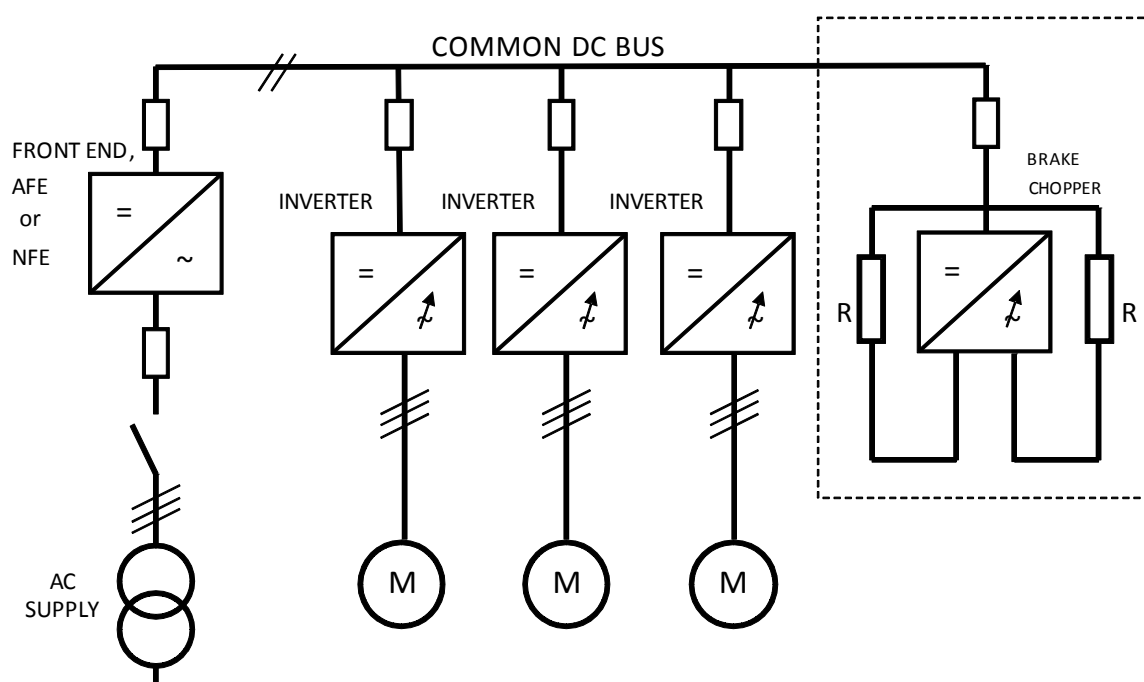 COMMON DC BUS
FRONT END,
AFE
or
NFE
=
~
INVERTER
=
~
INVERTER
=
~
INVERTER
=
~
BRAKE
CHOPPER
R
=
~
R
M
M
M
AC
SUPPLY